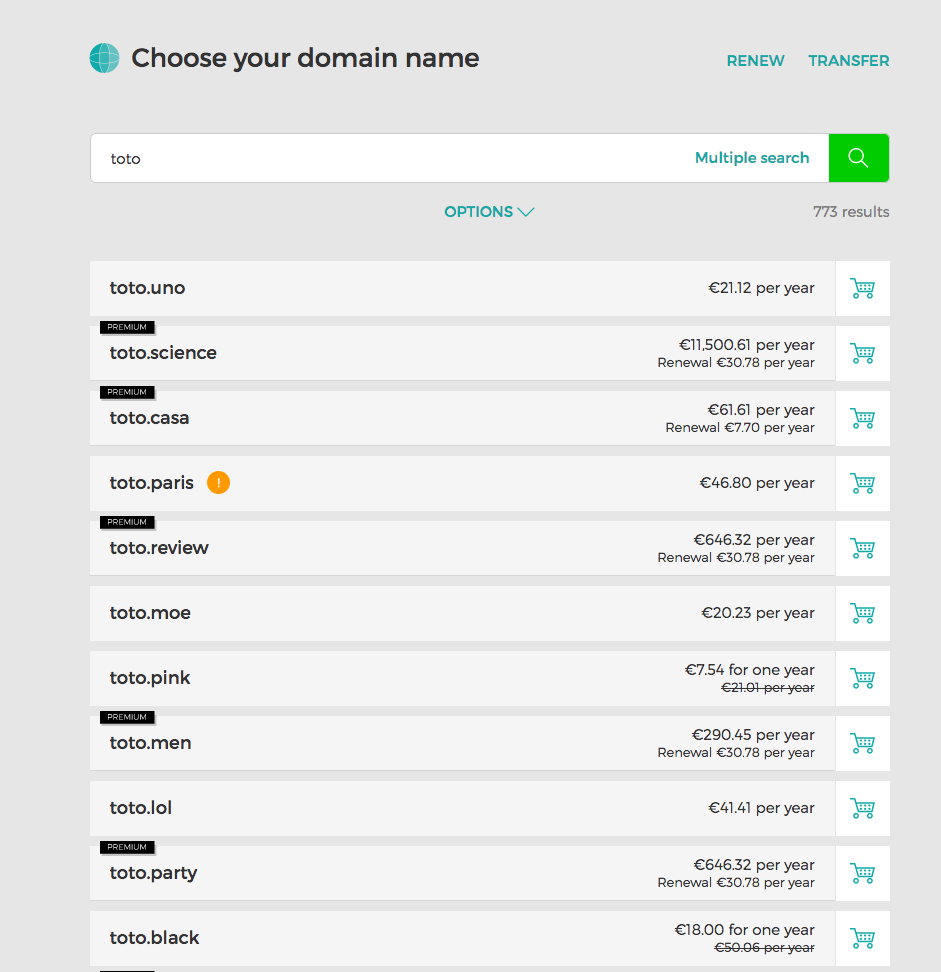 Choose your domain name
RENEW TRANSFER
toto
Multiple search
OPTIONS
773 results
toto.uno
€21.12 per year
PREMIUM
toto.science
€11,500.61 per year
Renewal €30.78 per year
PREMIUM
toto.casa
€61.61 per year
Renewal €7.70 per year
toto.paris !
€46.80 per year
PREMIUM
toto.review
€646.32 per year
Renewal €30.78 per year
toto.moe
€20.23 per year
toto.pink
€7.54 for one year
€21.01 per year
PREMIUM
toto.men
€290.45 per year
Renewal €30.78 per year
toto.lol
€41.41 per year
PREMIUM
toto.party
€646.32 per year
Renewal €30.78 per year
toto.black
€18.00 for one year
€50.06 per year